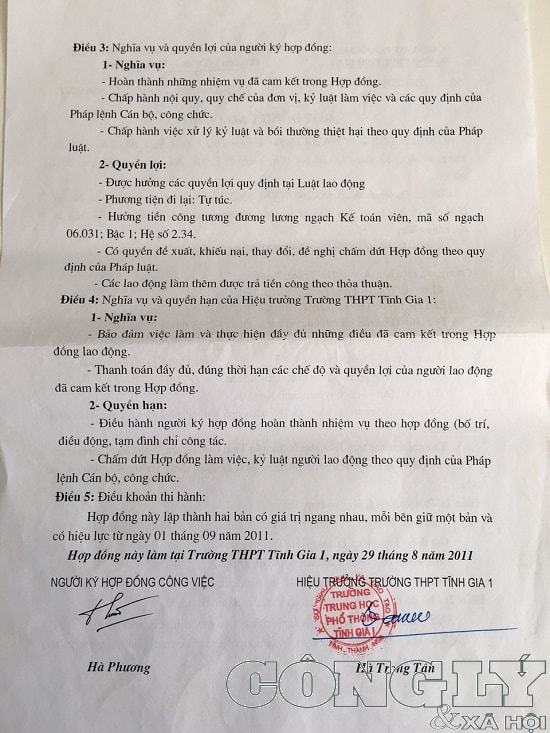 Điều 3: Nghĩa vụ và quyền lợi của người ký hợp đồng:
1- Nghĩa vụ:
- Hoàn thành những nhiệm vụ đã cam kết trong Hợp đồng.
- Chấp hành nội quy, quy chế của đơn vị, kỷ luật làm việc và các quy định của
Pháp lệnh Cán bộ, công chức.
- Chấp hành việc xử lý kỷ luật và bồi thường thiệt hại theo quy định của Pháp
luật.
2- Quyền lợi:
- Được hưởng các quyền lợi quy định tại Luật lao động
- Phương tiện đi lại: Tự túc.
- Hưởng tiền công tương đương lương ngạch Kế toán viên, mã số ngạch
06.031; Bậc 1; Hệ số 2.34.
- Có quyền đề xuất, khiếu nại, thay đổi, đề nghị chấm dứt Hợp đồng theo quy
định của Pháp luật.
- Các lao động làm thêm được trả tiền công theo thỏa thuận.
Điều 4: Nghĩa vụ và quyền hạn của Hiệu trưởng Trường THPT Tĩnh Gia 1:
1- Nghĩa vụ:
- Bảo đảm việc làm và thực hiện đầy đủ những điều đã cam kết trong Hợp
đồng lao động.
- Thanh toán đầy đủ, đúng thời hạn các chế độ và quyền lợi của người lao động
đã cam kết trong Hợp đồng.
2- Quyền hạn:
- Điều hành người ký hợp đồng hoàn thành nhiệm vụ theo hợp đồng (bố trí,
điều động, tạm đình chỉ công tác.
- Chấm dứt Hợp đồng làm việc, kỷ luật người lao động theo quy định của Pháp
lệnh Cán bộ, công chức.
Điều 5: Điều khoản thi hành:
Hợp đồng này lập thành hai bản có giá trị ngang nhau, mỗi bên giữ một bản và
có hiệu lực từ ngày 01 tháng 09 năm 2011.
Hợp đồng này làm tại Trường THPT Tĩnh Gia 1, ngày 29 tháng 8 năm 2011
NGƯỜI KÝ HỢP ĐỒNG CÔNG VIỆC
HIỆU TRƯỞNG TRƯỜNG THPT TĨNH GIA 1
TRƯỜNG
TRUNG HỌC
PHỔ THÔNG
TĨNH GIA 1
Hà Phương
Hà Trọng Tấn
CÔNG LÝ
& XÃ HỘI